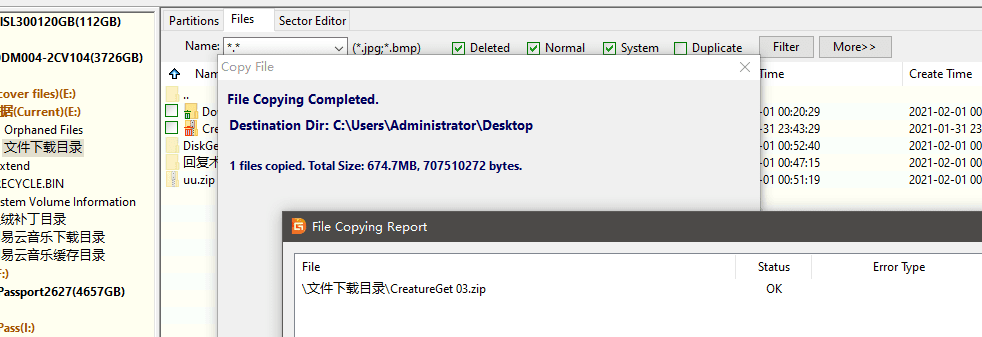 ISL300120GB(112GB)
DM004-2CV104(3726GB)
cover files)(E:)
据(Current)(E:)
Orphaned Files
文件下载目录
xtend
RECYCLE.BIN
stem Volume Information
绒补丁目录
易云音乐下载目录
易云音乐缓存目录
:)
Passport2627(4657GB)
Pass(I:)
Partitions Files Sector Editor
Name: *.* (*.jpg;*.bmp) Deleted Normal System Duplicate Filter More>>
Nam Time Create Time
..
Do -01 00:20:29 2021-02-01 00
Cre -31 23:43:29 2021-01-31 23
DiskGe -01 00:52:40 2021-02-01 00
回复术 -01 00:47:15 2021-02-01 00
uu.zip -01 00:51:19 2021-02-01 00
Copy File
File Copying Completed.
Destination Dir: C:\Users\Administrator\Desktop
1 files copied. Total Size: 674.7MB, 707510272 bytes.
File Copying Report
File Status Error Type
\文件下载目录\CreatureGet 03.zip OK